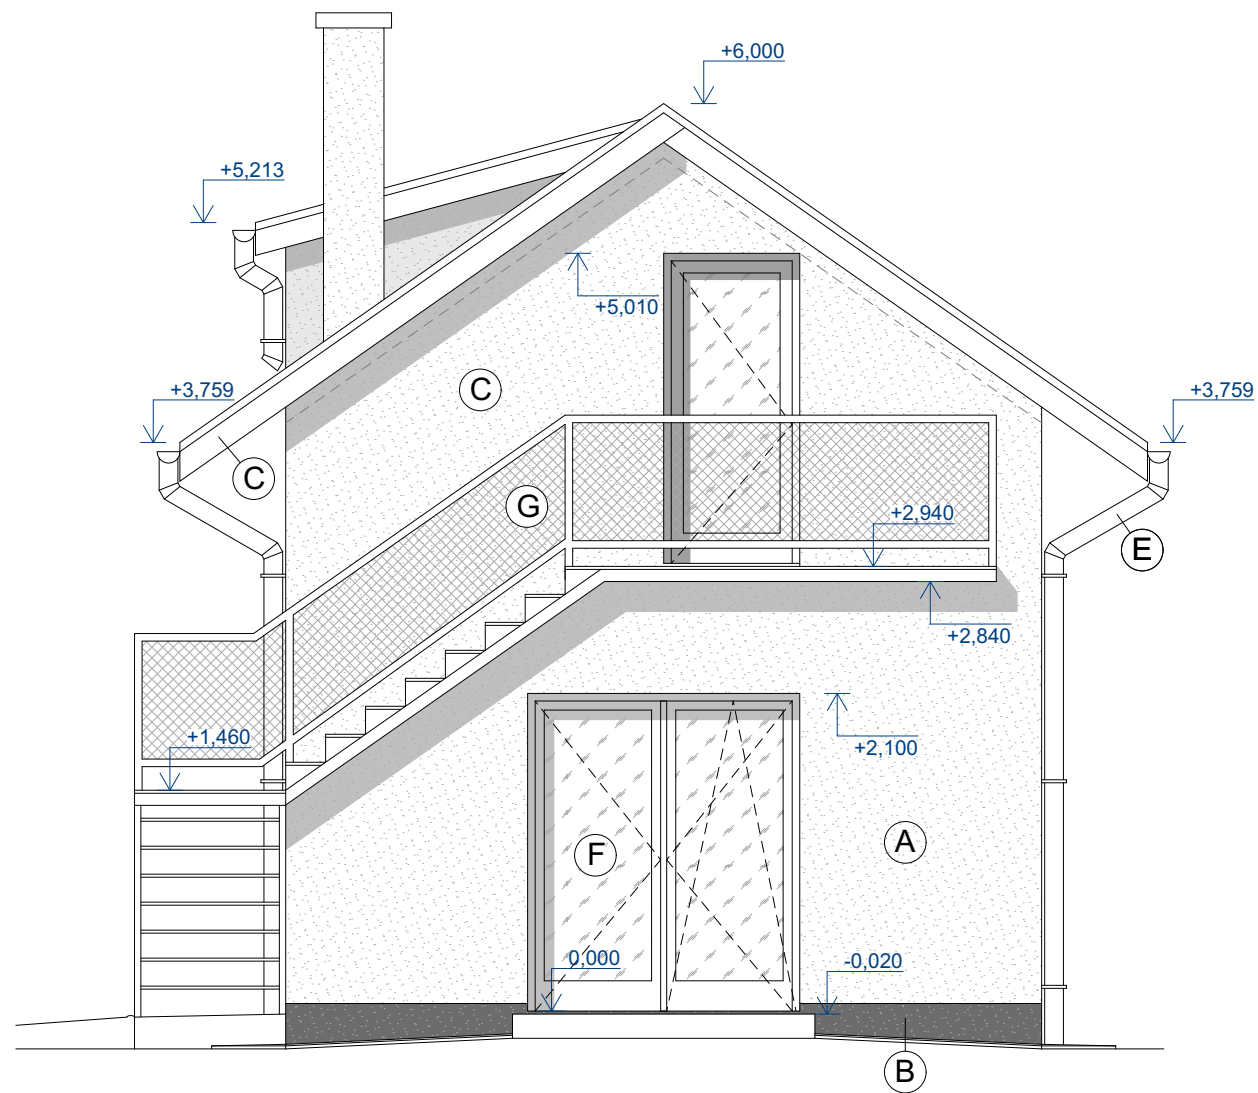 +6,000
+5,213
+5,010
+3,759
+3,759
C
C
G
+2,940
E
+2,840
+1,460
+2,100
A
F
0,000
-0,020
B